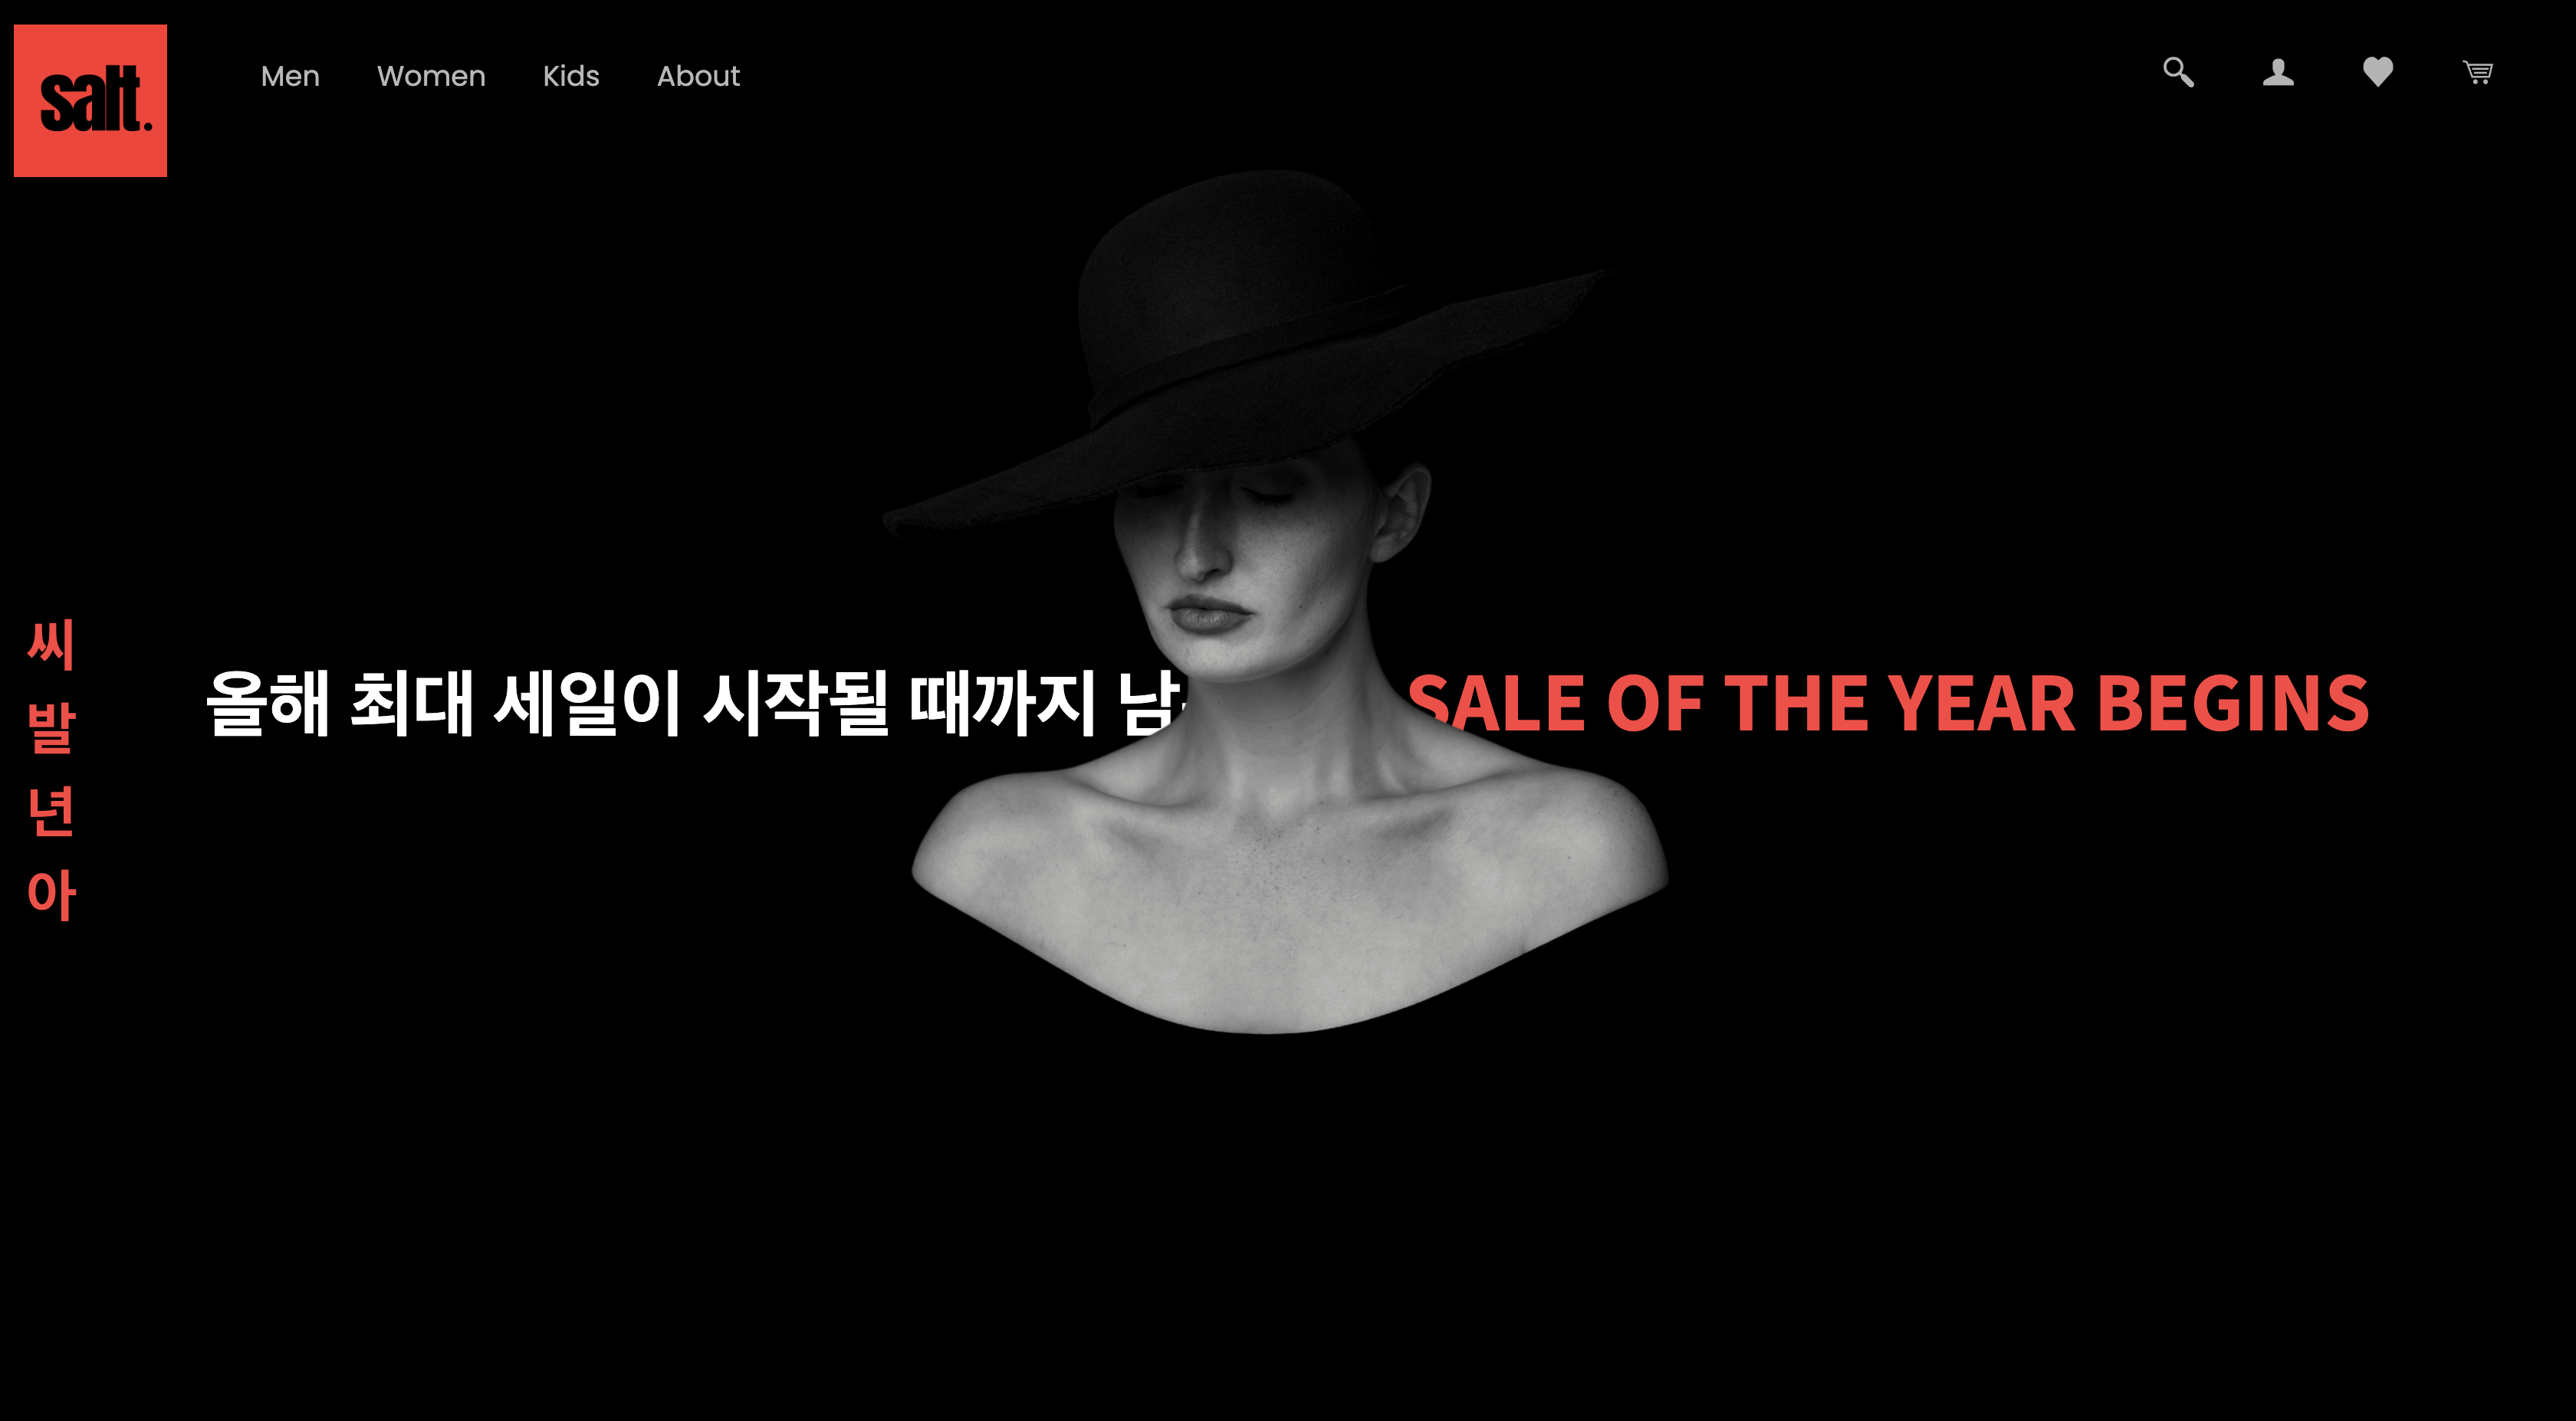 salt.
Men Women Kids About
씨
발
년
아
올해 최대 세일이 시작될 때까지 남 SALE OF THE YEAR BEGINS